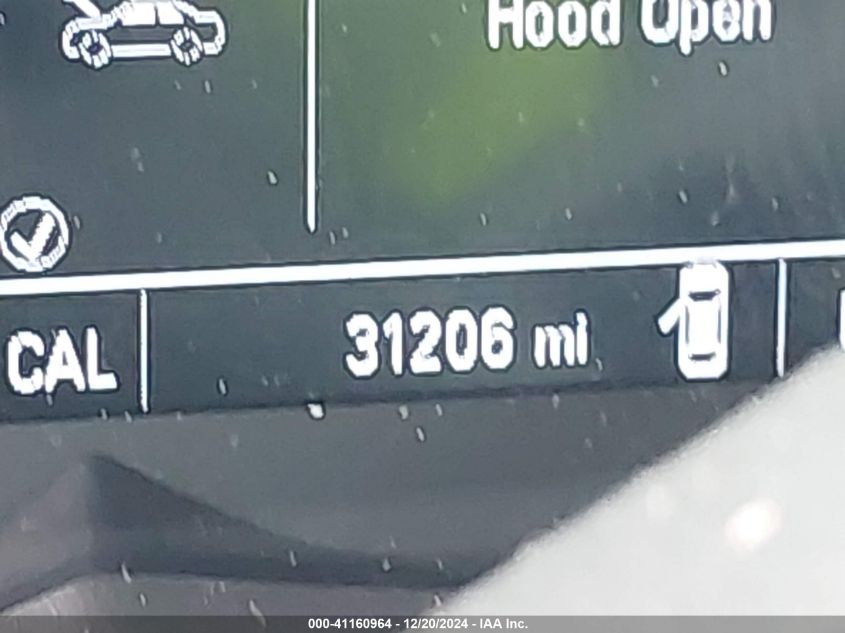 Hood Open
CAL
31206 mi
000-41160964 - 12/20/2024 - IAA Inc.